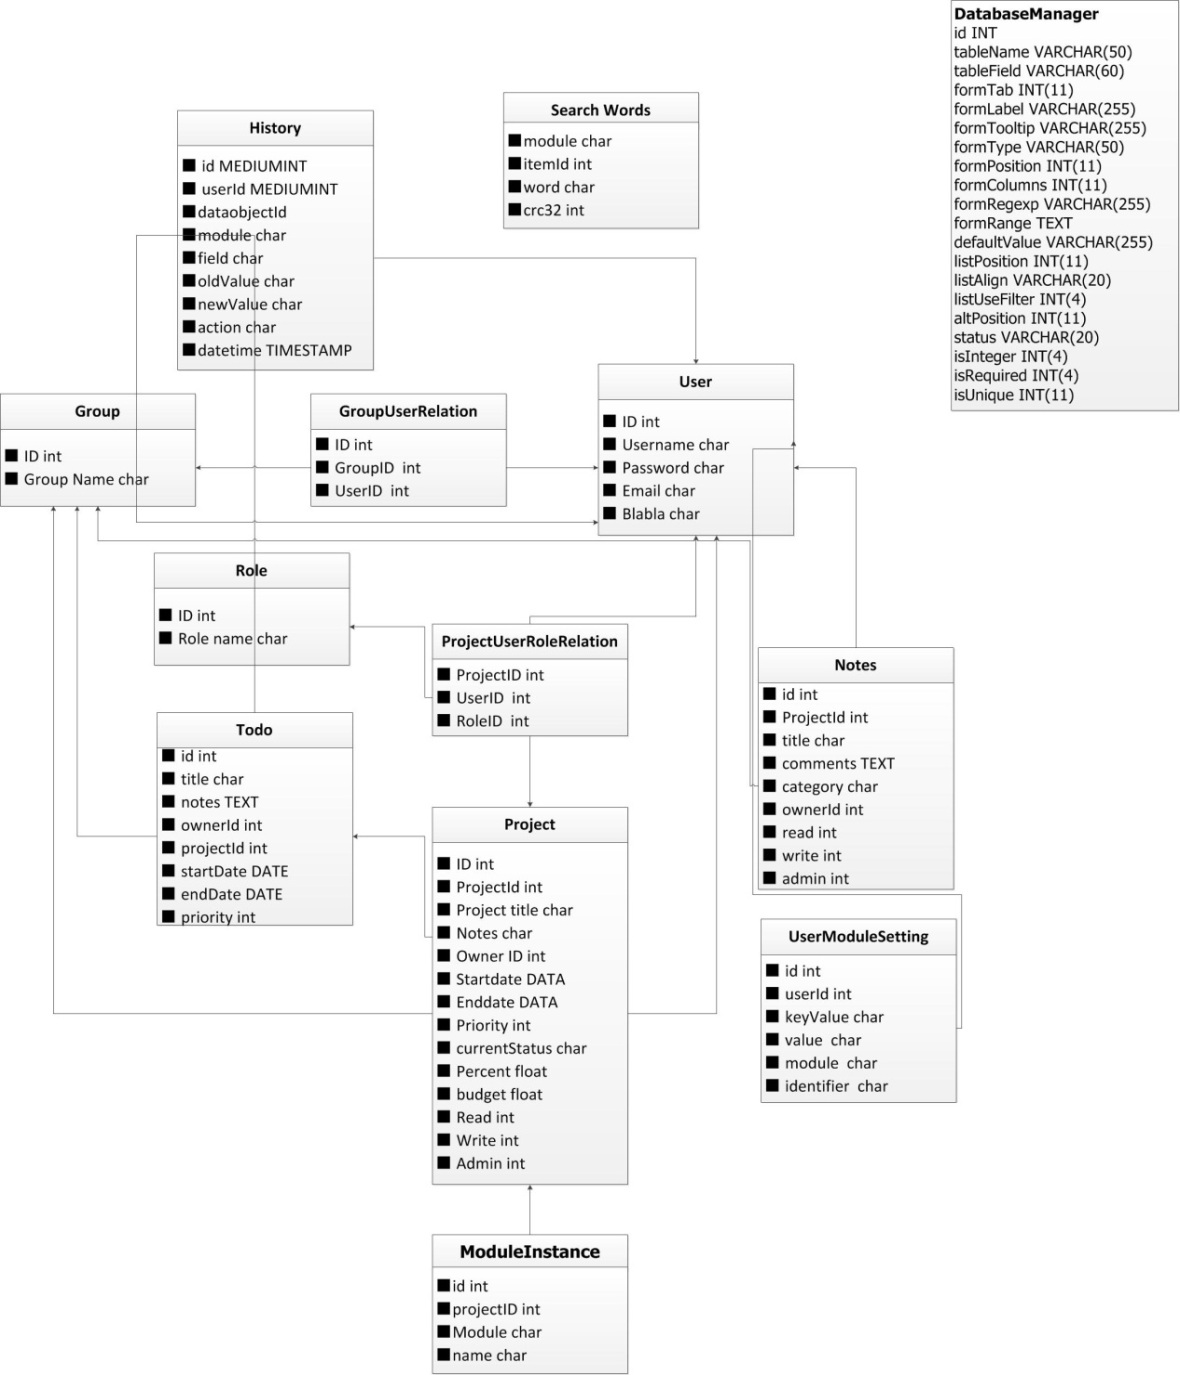 DatabaseManager
id INT
tableName VARCHAR(50)
tableField VARCHAR(60)
formTab INT(11)
formLabel VARCHAR(255)
formTooltip VARCHAR(255)
formType VARCHAR(50)
formPosition INT(11)
formColumns INT(11)
formRegexp VARCHAR(255)
formRange TEXT
defaultValue VARCHAR(255)
listPosition INT(11)
listAlign VARCHAR(20)
listUseFilter INT(4)
altPosition INT(11)
status VARCHAR(20)
isInteger INT(4)
isRequired INT(4)
isUnique INT(11)
Search Words
module char
itemId int
word char
crc32 int
History
id MEDIUMINT
userId MEDIUMINT
dataobjectId
module char
field char
oldValue char
newValue char
action char
datetime TIMESTAMP
User
ID int
Username char
Password char
Email char
Blabla char
Group
ID int
Group Name char
GroupUserRelation
ID int
GroupID int
UserID int
Role
ID int
Role name char
ProjectUserRoleRelation
ProjectID int
UserID int
RoleID int
Notes
id int
ProjectId int
title char
comments TEXT
category char
ownerId int
read int
write int
admin int
Todo
id int
title char
notes TEXT
ownerId int
projectId int
startDate DATE
endDate DATE
priority int
Project
ID int
ProjectId int
Project title char
Notes char
Owner ID int
Startdate DATA
Enddate DATA
Priority int
currentStatus char
Percent float
budget float
Read int
Write int
Admin int
UserModuleSetting
id int
userId int
keyValue char
value char
module char
identifier char
ModuleInstance
id int
projectID int
Module char
name char